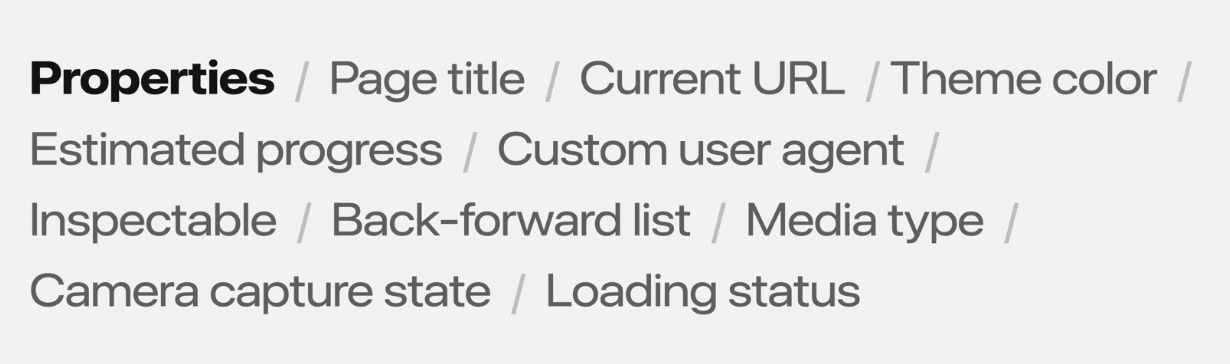 Properties / Page title / Current URL / Theme color /
Estimated progress / Custom user agent /
Inspectable / Back-forward list / Media type /
Camera capture state / Loading status